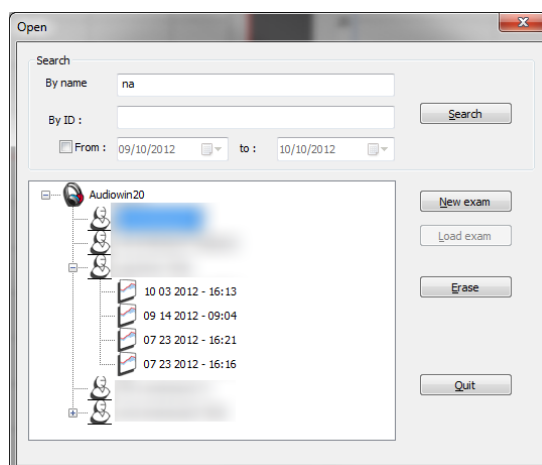 Open
Search
By name na
By ID :
Search
From : 09/10/2012 to : 10/10/2012
Audiowin20
New exam
Load exam
10 03 2012 - 16:13
Erase
09 14 2012 - 09:04
07 23 2012 - 16:21
07 23 2012 - 16:16
Quit